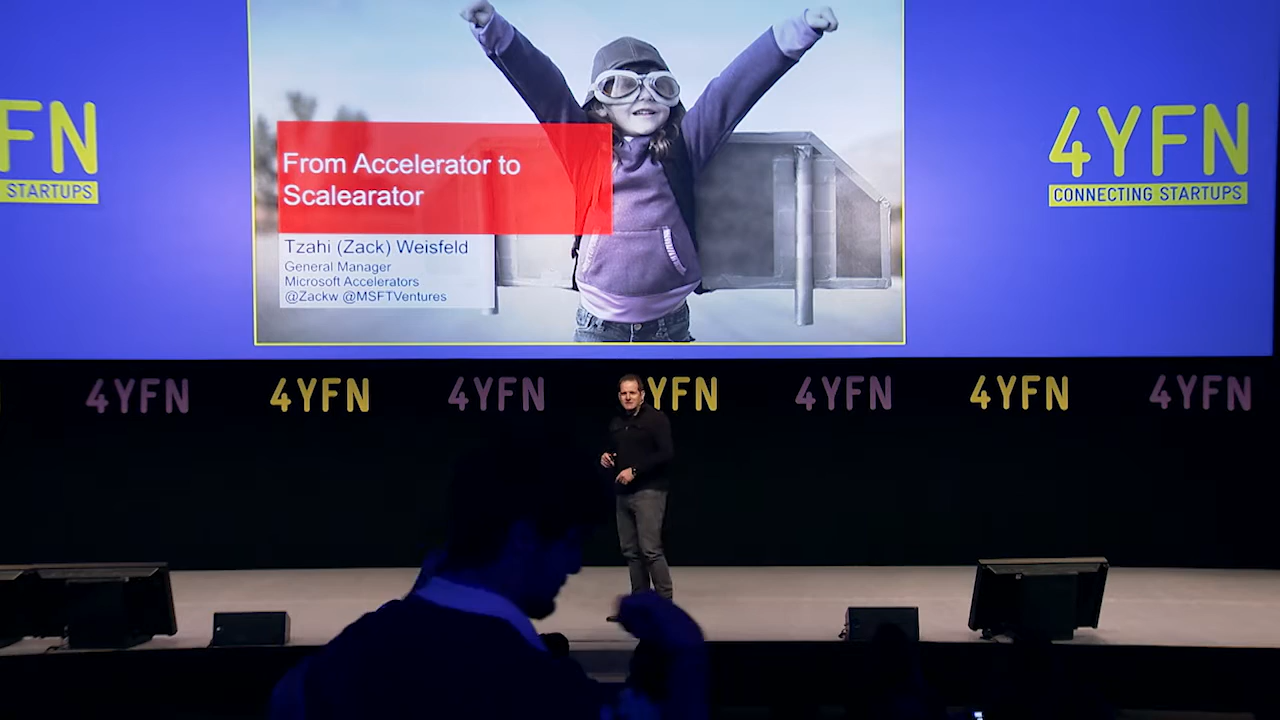 FN
STARTUPS
From Accelerator to
Scalearator
Tzahi (Zack) Weisfeld
General Manager
Microsoft Accelerators
@Zackw @MSFTVentures
4YFN
CONNECTING STARTUPS
4YFN
4YFN
4YFN
YFN
4YFN
4YFN
4YFN